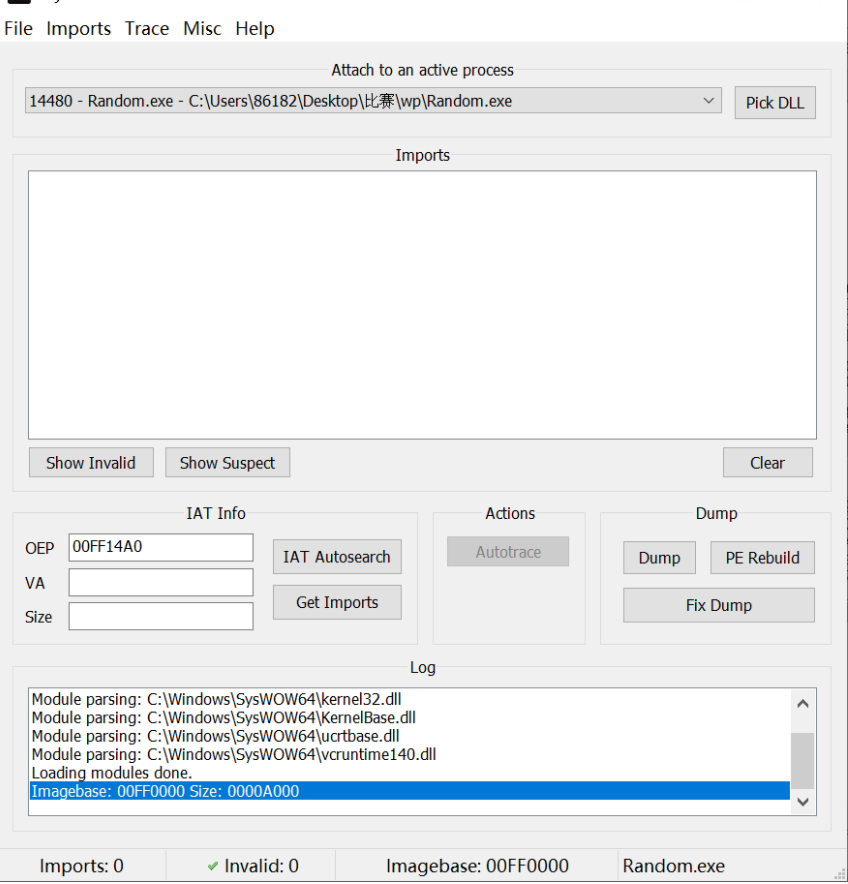 File Imports Trace Misc Help
Attach to an active process
14480 - Random.exe - C:\Users\86182\Desktop\比赛\wp\Random.exe
Pick DLL
Imports
Show Invalid
Show Suspect
Clear
IAT Info
OEP
00FF14A0
VA
Size
IAT Autosearch
Get Imports
Actions
Autotrace
Dump
Dump
PE Rebuild
Fix Dump
Log
Module parsing: C:\Windows\SysWOW64\kernel32.dll
Module parsing: C:\Windows\SysWOW64\KernelBase.dll
Module parsing: C:\Windows\SysWOW64\ucrtbase.dll
Module parsing: C:\Windows\SysWOW64\vcruntime140.dll
Loading modules done.
Imagebase: 00FF0000 Size: 0000A000
Imports: 0
Invalid: 0
Imagebase: 00FF0000
Random.exe